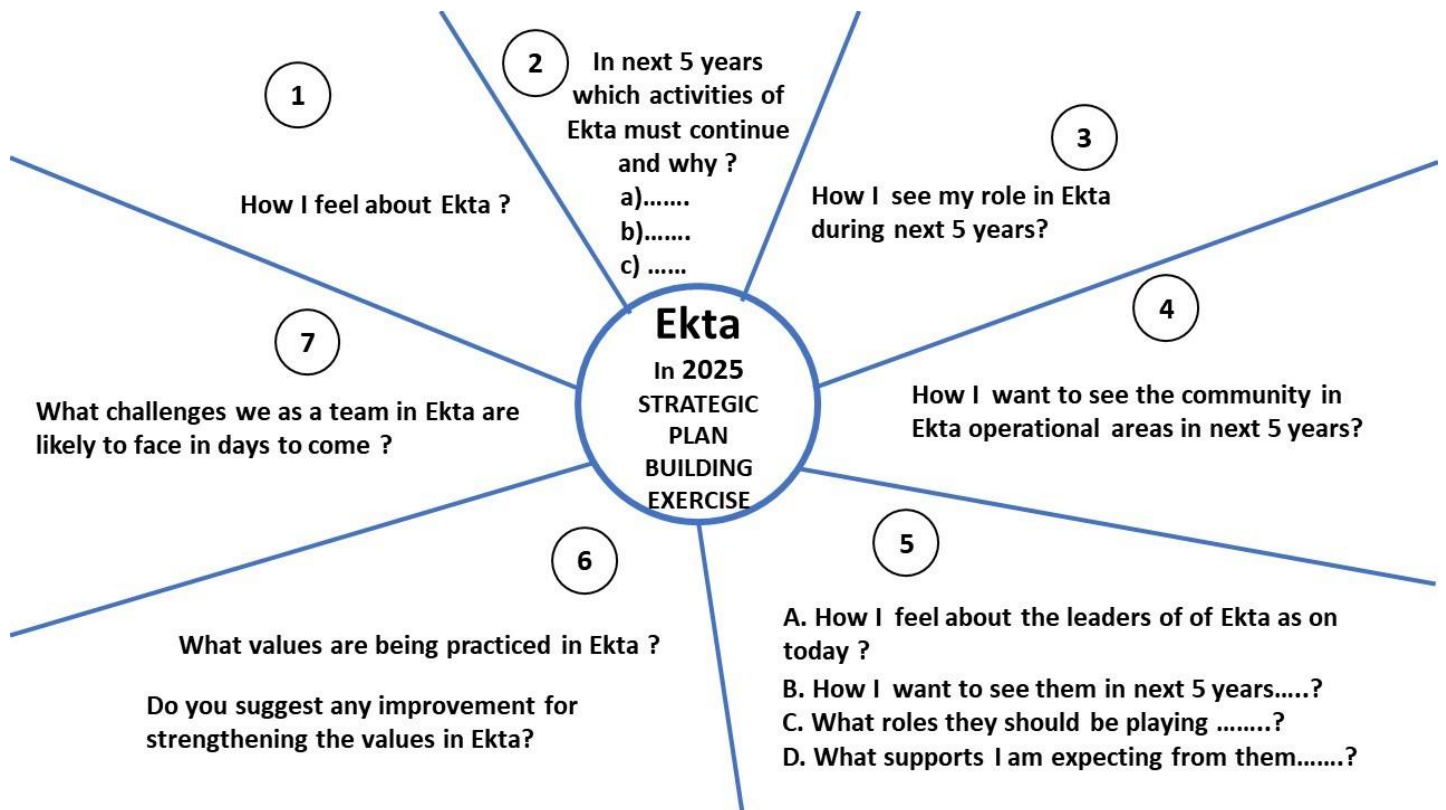 1
How I feel about Ekta ?
2
In next 5 years
which activities of
Ekta must continue
and why ?
a).......
b).......
c) ......
3
How I see my role in Ekta
during next 5 years?
4
How I want to see the community in
Ekta operational areas in next 5 years?
5
A. How I feel about the leaders of of Ekta as on
today ?
B. How I want to see them in next 5 years.....?
C. What roles they should be playing ........?
D. What supports I am expecting from them.......?
6
What values are being practiced in Ekta ?
Do you suggest any improvement for
strengthening the values in Ekta?
7
What challenges we as a team in Ekta are
likely to face in days to come ?
Ekta
In 2025
STRATEGIC
PLAN
BUILDING
EXERCISE